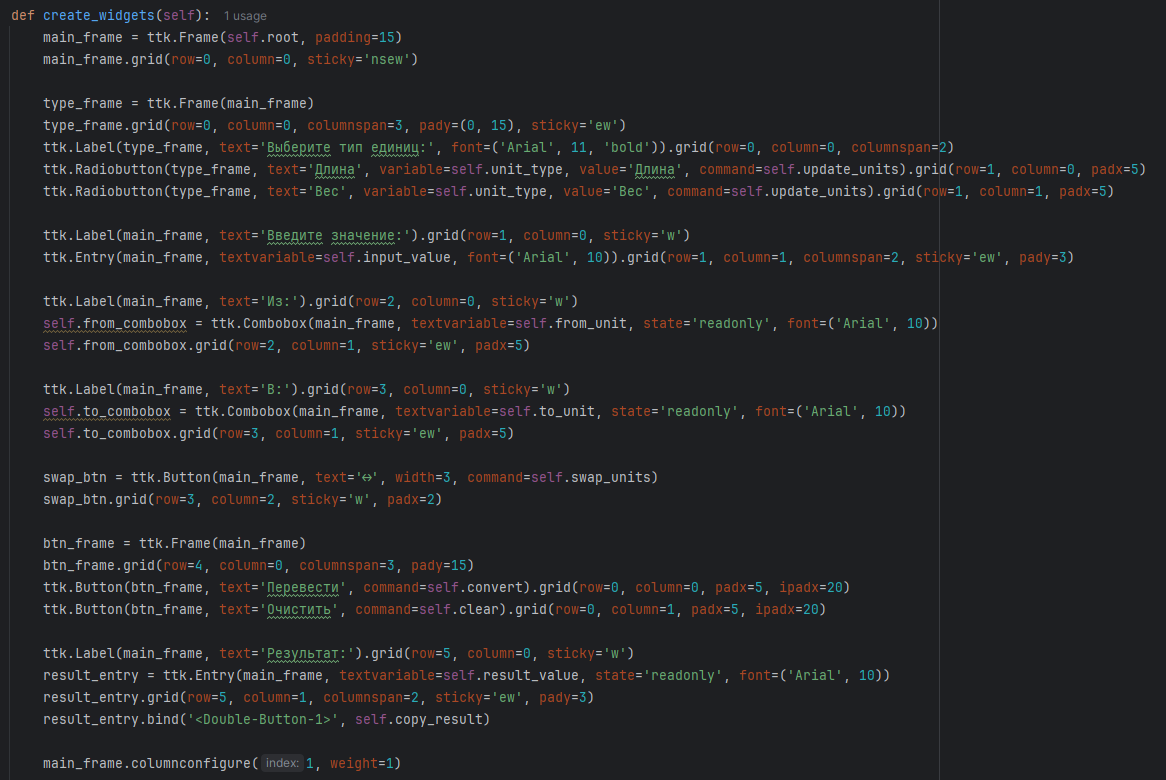 def create_widgets(self): 1 usage
    main_frame = ttk.Frame(self.root, padding=15)
    main_frame.grid(row=0, column=0, sticky='nsew')

    type_frame = ttk.Frame(main_frame)
    type_frame.grid(row=0, column=0, columnspan=3, pady=(0, 15), sticky='ew')
    ttk.Label(type_frame, text='Выберите тип единиц:', font=('Arial', 11, 'bold')).grid(row=0, column=0, columnspan=2)
    ttk.Radiobutton(type_frame, text='Длина', variable=self.unit_type, value='Длина', command=self.update_units).grid(row=1, column=0, padx=5)
    ttk.Radiobutton(type_frame, text='Вес', variable=self.unit_type, value='Вес', command=self.update_units).grid(row=1, column=1, padx=5)

    ttk.Label(main_frame, text='Введите значение:').grid(row=1, column=0, sticky='w')
    ttk.Entry(main_frame, textvariable=self.input_value, font=('Arial', 10)).grid(row=1, column=1, columnspan=2, sticky='ew', pady=3)

    ttk.Label(main_frame, text='Из:').grid(row=2, column=0, sticky='w')
    self.from_combobox = ttk.Combobox(main_frame, textvariable=self.from_unit, state='readonly', font=('Arial', 10))
    self.from_combobox.grid(row=2, column=1, sticky='ew', padx=5)

    ttk.Label(main_frame, text='В:').grid(row=3, column=0, sticky='w')
    self.to_combobox = ttk.Combobox(main_frame, textvariable=self.to_unit, state='readonly', font=('Arial', 10))
    self.to_combobox.grid(row=3, column=1, sticky='ew', padx=5)

    swap_btn = ttk.Button(main_frame, text='↔', width=3, command=self.swap_units)
    swap_btn.grid(row=3, column=2, sticky='w', padx=2)

    btn_frame = ttk.Frame(main_frame)
    btn_frame.grid(row=4, column=0, columnspan=3, pady=15)
    ttk.Button(btn_frame, text='Перевести', command=self.convert).grid(row=0, column=0, padx=5, ipadx=20)
    ttk.Button(btn_frame, text='Очистить', command=self.clear).grid(row=0, column=1, padx=5, ipadx=20)

    ttk.Label(main_frame, text='Результат:').grid(row=5, column=0, sticky='w')
    result_entry = ttk.Entry(main_frame, textvariable=self.result_value, state='readonly', font=('Arial', 10))
    result_entry.grid(row=5, column=1, columnspan=2, sticky='ew', pady=3)
    result_entry.bind('<Double-Button-1>', self.copy_result)

    main_frame.columnconfigure( index: 1, weight=1)